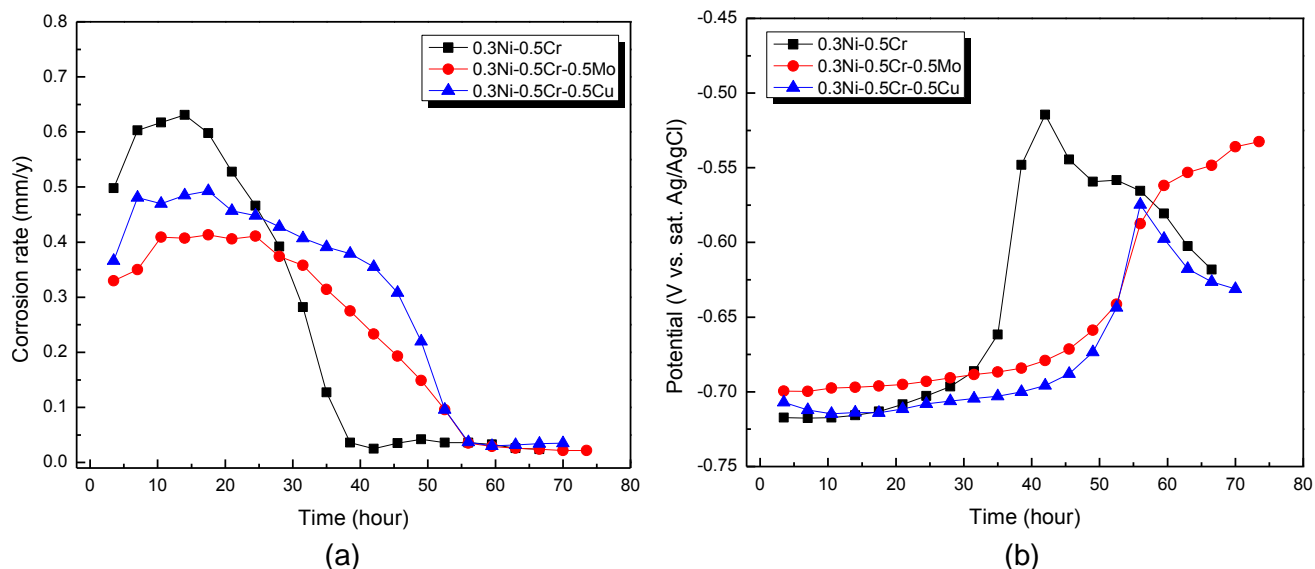 0.8
0.7
0.6
0.5
0.4
0.3
0.2
0.1
0.0
Corrosion rate (mm/y)
0.3Ni-0.5Cr
0.3Ni-0.5Cr-0.5Mo
0.3Ni-0.5Cr-0.5Cu
0 10 20 30 40 50 60 70 80
Time (hour)
(a)
-0.45
-0.50
-0.55
-0.60
-0.65
-0.70
-0.75
Potential (V vs. sat. Ag/AgCl)
0.3Ni-0.5Cr
0.3Ni-0.5Cr-0.5Mo
0.3Ni-0.5Cr-0.5Cu
0 10 20 30 40 50 60 70 80
Time (hour)
(b)